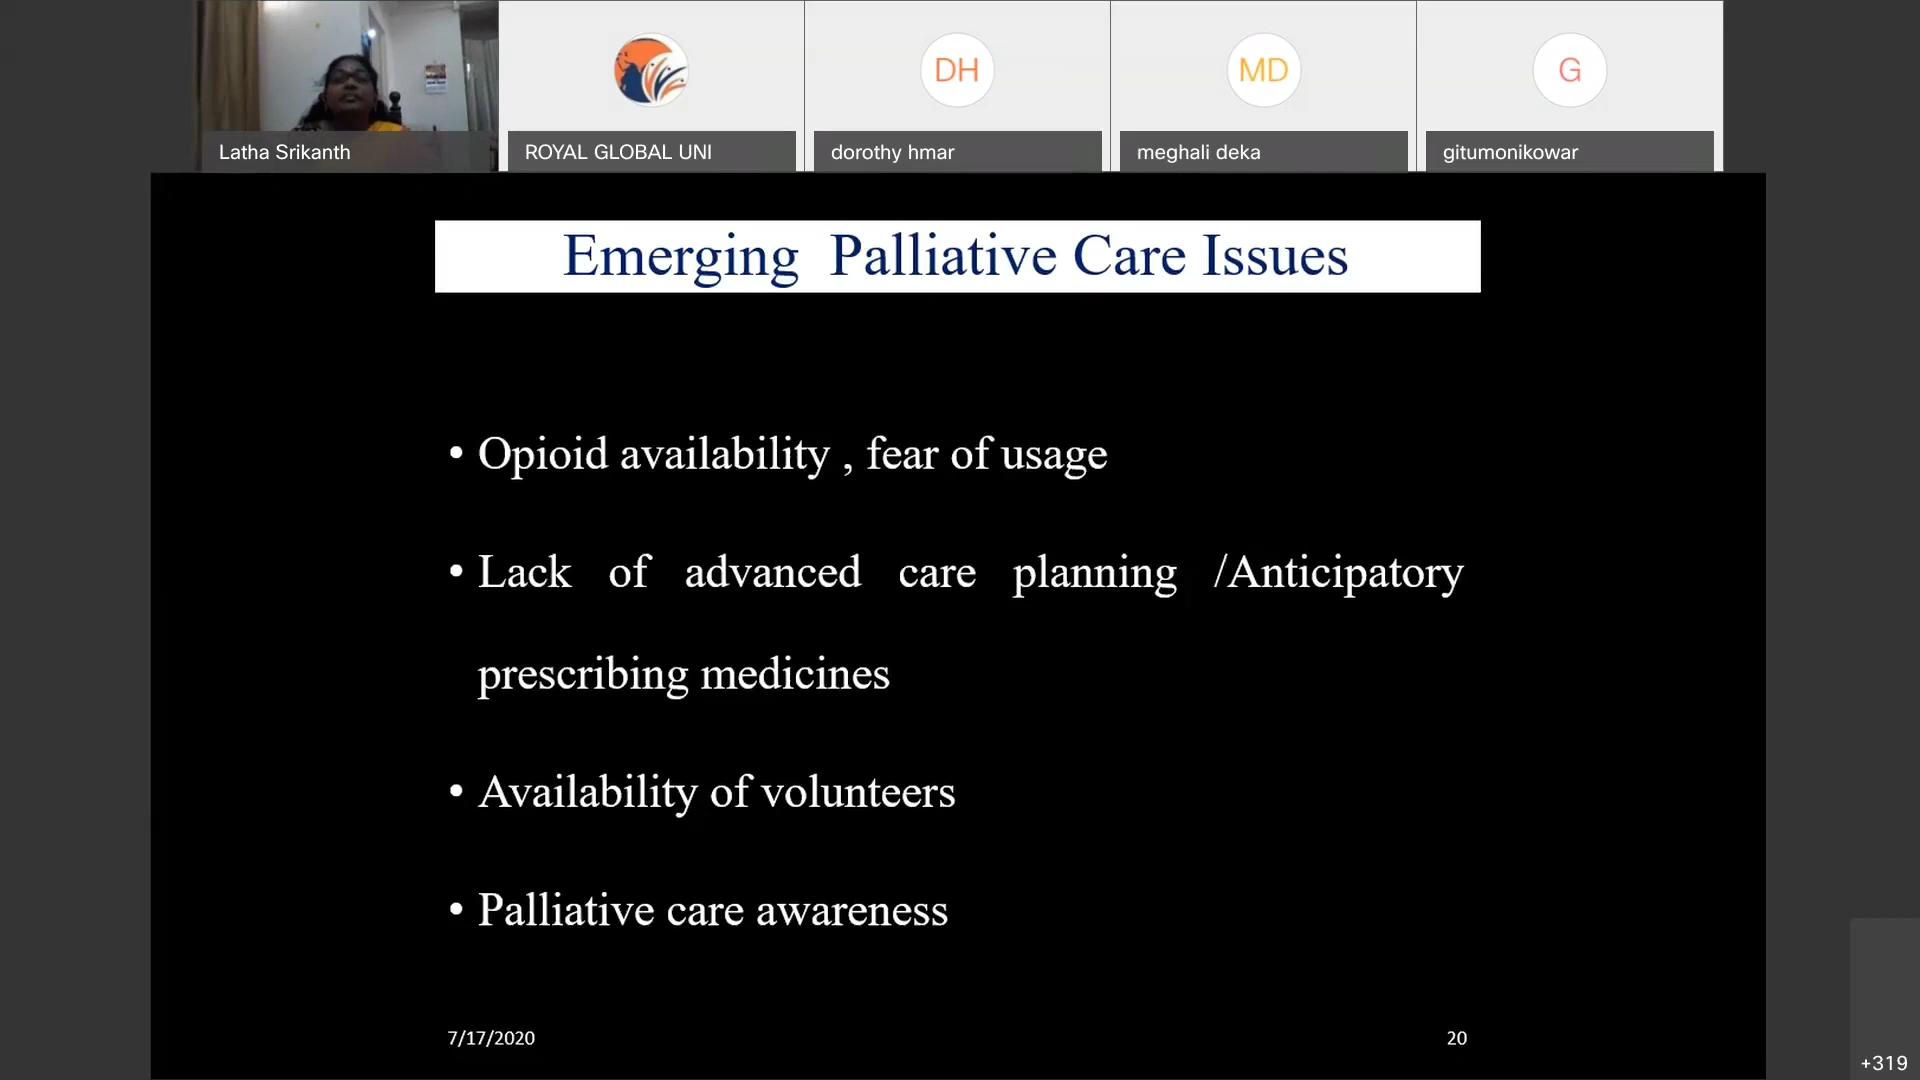 Latha Srikanth
ROYAL GLOBAL UNI
DH
dorothy hmar
MD
meghali deka
G
gitumonikowar
Emerging Palliative Care Issues
• Opioid availability , fear of usage
• Lack of advanced care planning /Anticipatory
prescribing medicines
• Availability of volunteers
• Palliative care awareness
7/17/2020
20
+319